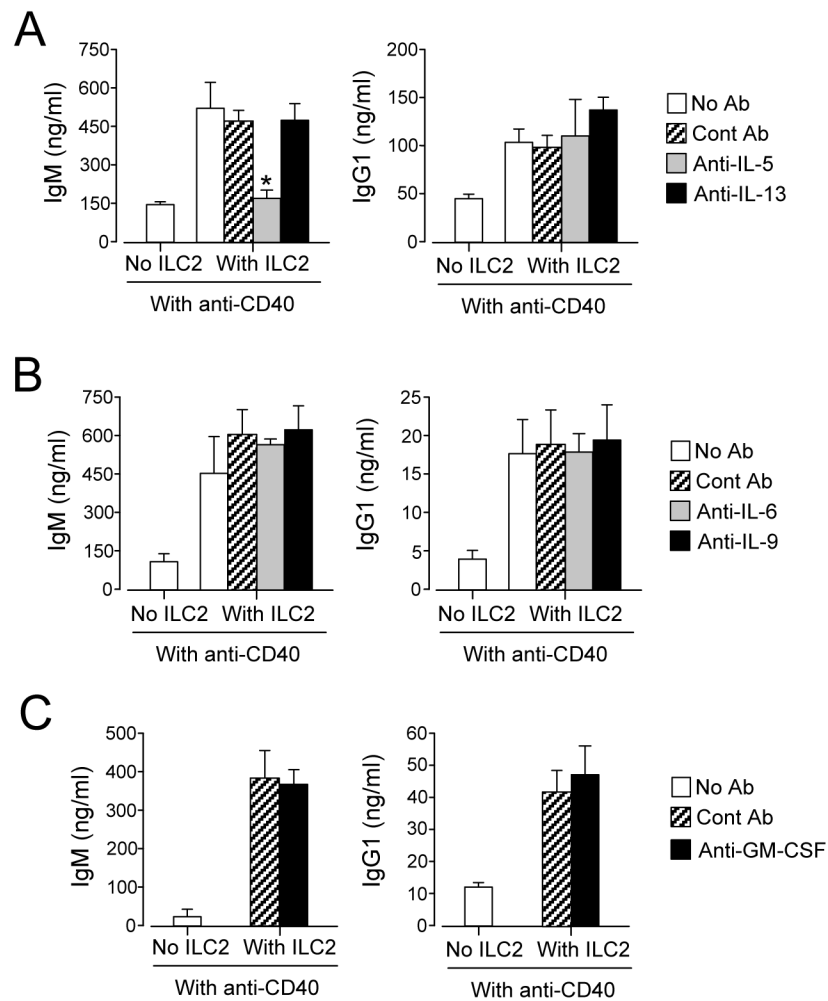 A
IgM (ng/ml)
750
600
450
300
150
0
*
No ILC2 With ILC2
With anti-CD40
IgG1 (ng/ml)
200
150
100
50
0
No ILC2 With ILC2
With anti-CD40
No Ab
Cont Ab
Anti-IL-5
Anti-IL-13
B
IgM (ng/ml)
750
600
450
300
150
0
No ILC2 With ILC2
With anti-CD40
IgG1 (ng/ml)
25
20
15
10
5
0
No ILC2 With ILC2
With anti-CD40
No Ab
Cont Ab
Anti-IL-6
Anti-IL-9
C
IgM (ng/ml)
500
400
300
200
100
0
No ILC2 With ILC2
With anti-CD40
IgG1 (ng/ml)
60
50
40
30
20
10
0
No ILC2 With ILC2
With anti-CD40
No Ab
Cont Ab
Anti-GM-CSF